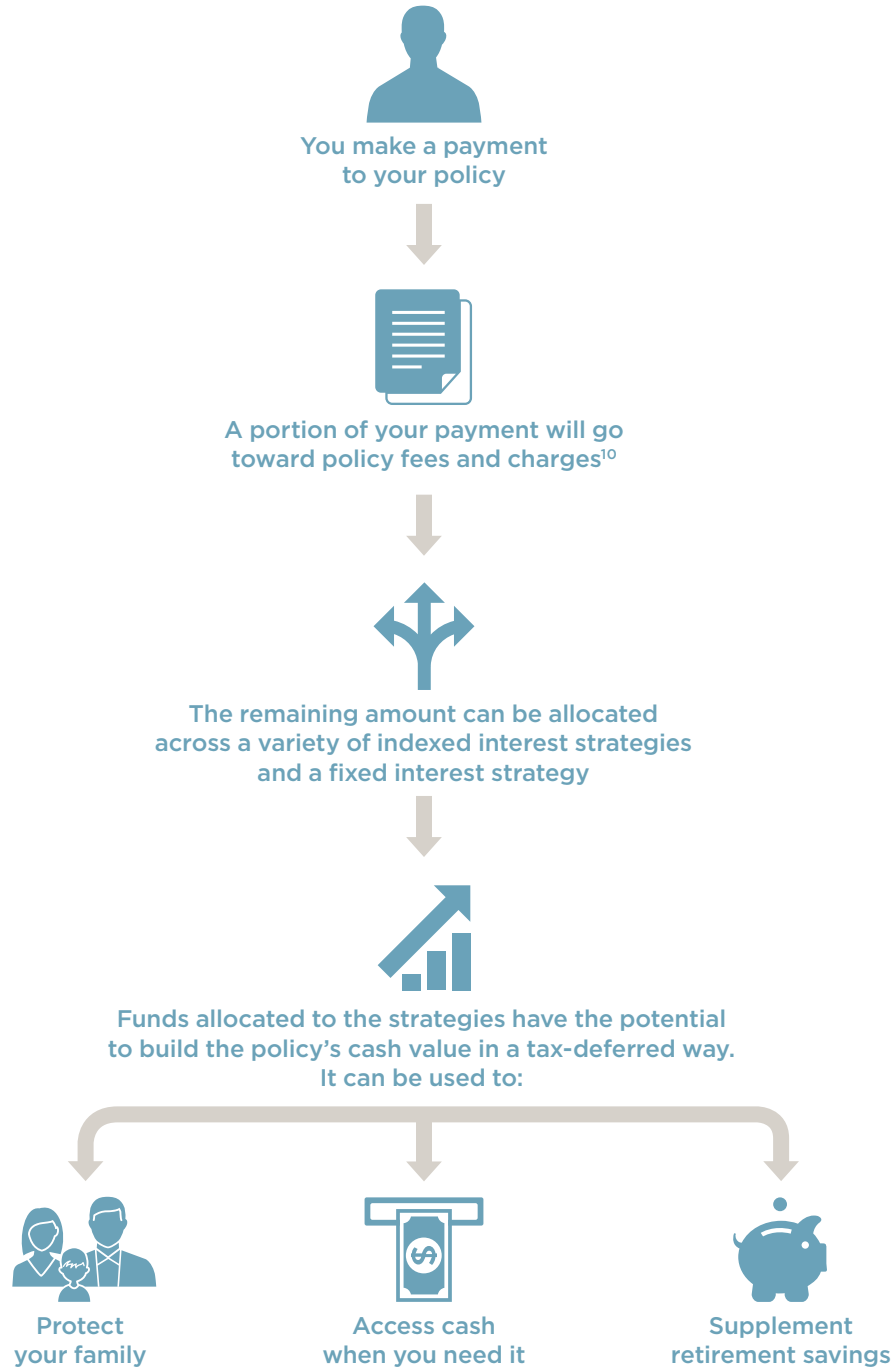 You make a payment
to your policy
A portion of your payment will go
toward policy fees and charges¹⁰
The remaining amount can be allocated
across a variety of indexed interest strategies
and a fixed interest strategy
Funds allocated to the strategies have the potential
to build the policy’s cash value in a tax-deferred way.
It can be used to:
$
Protect
your family
Access cash
when you need it
Supplement
retirement savings